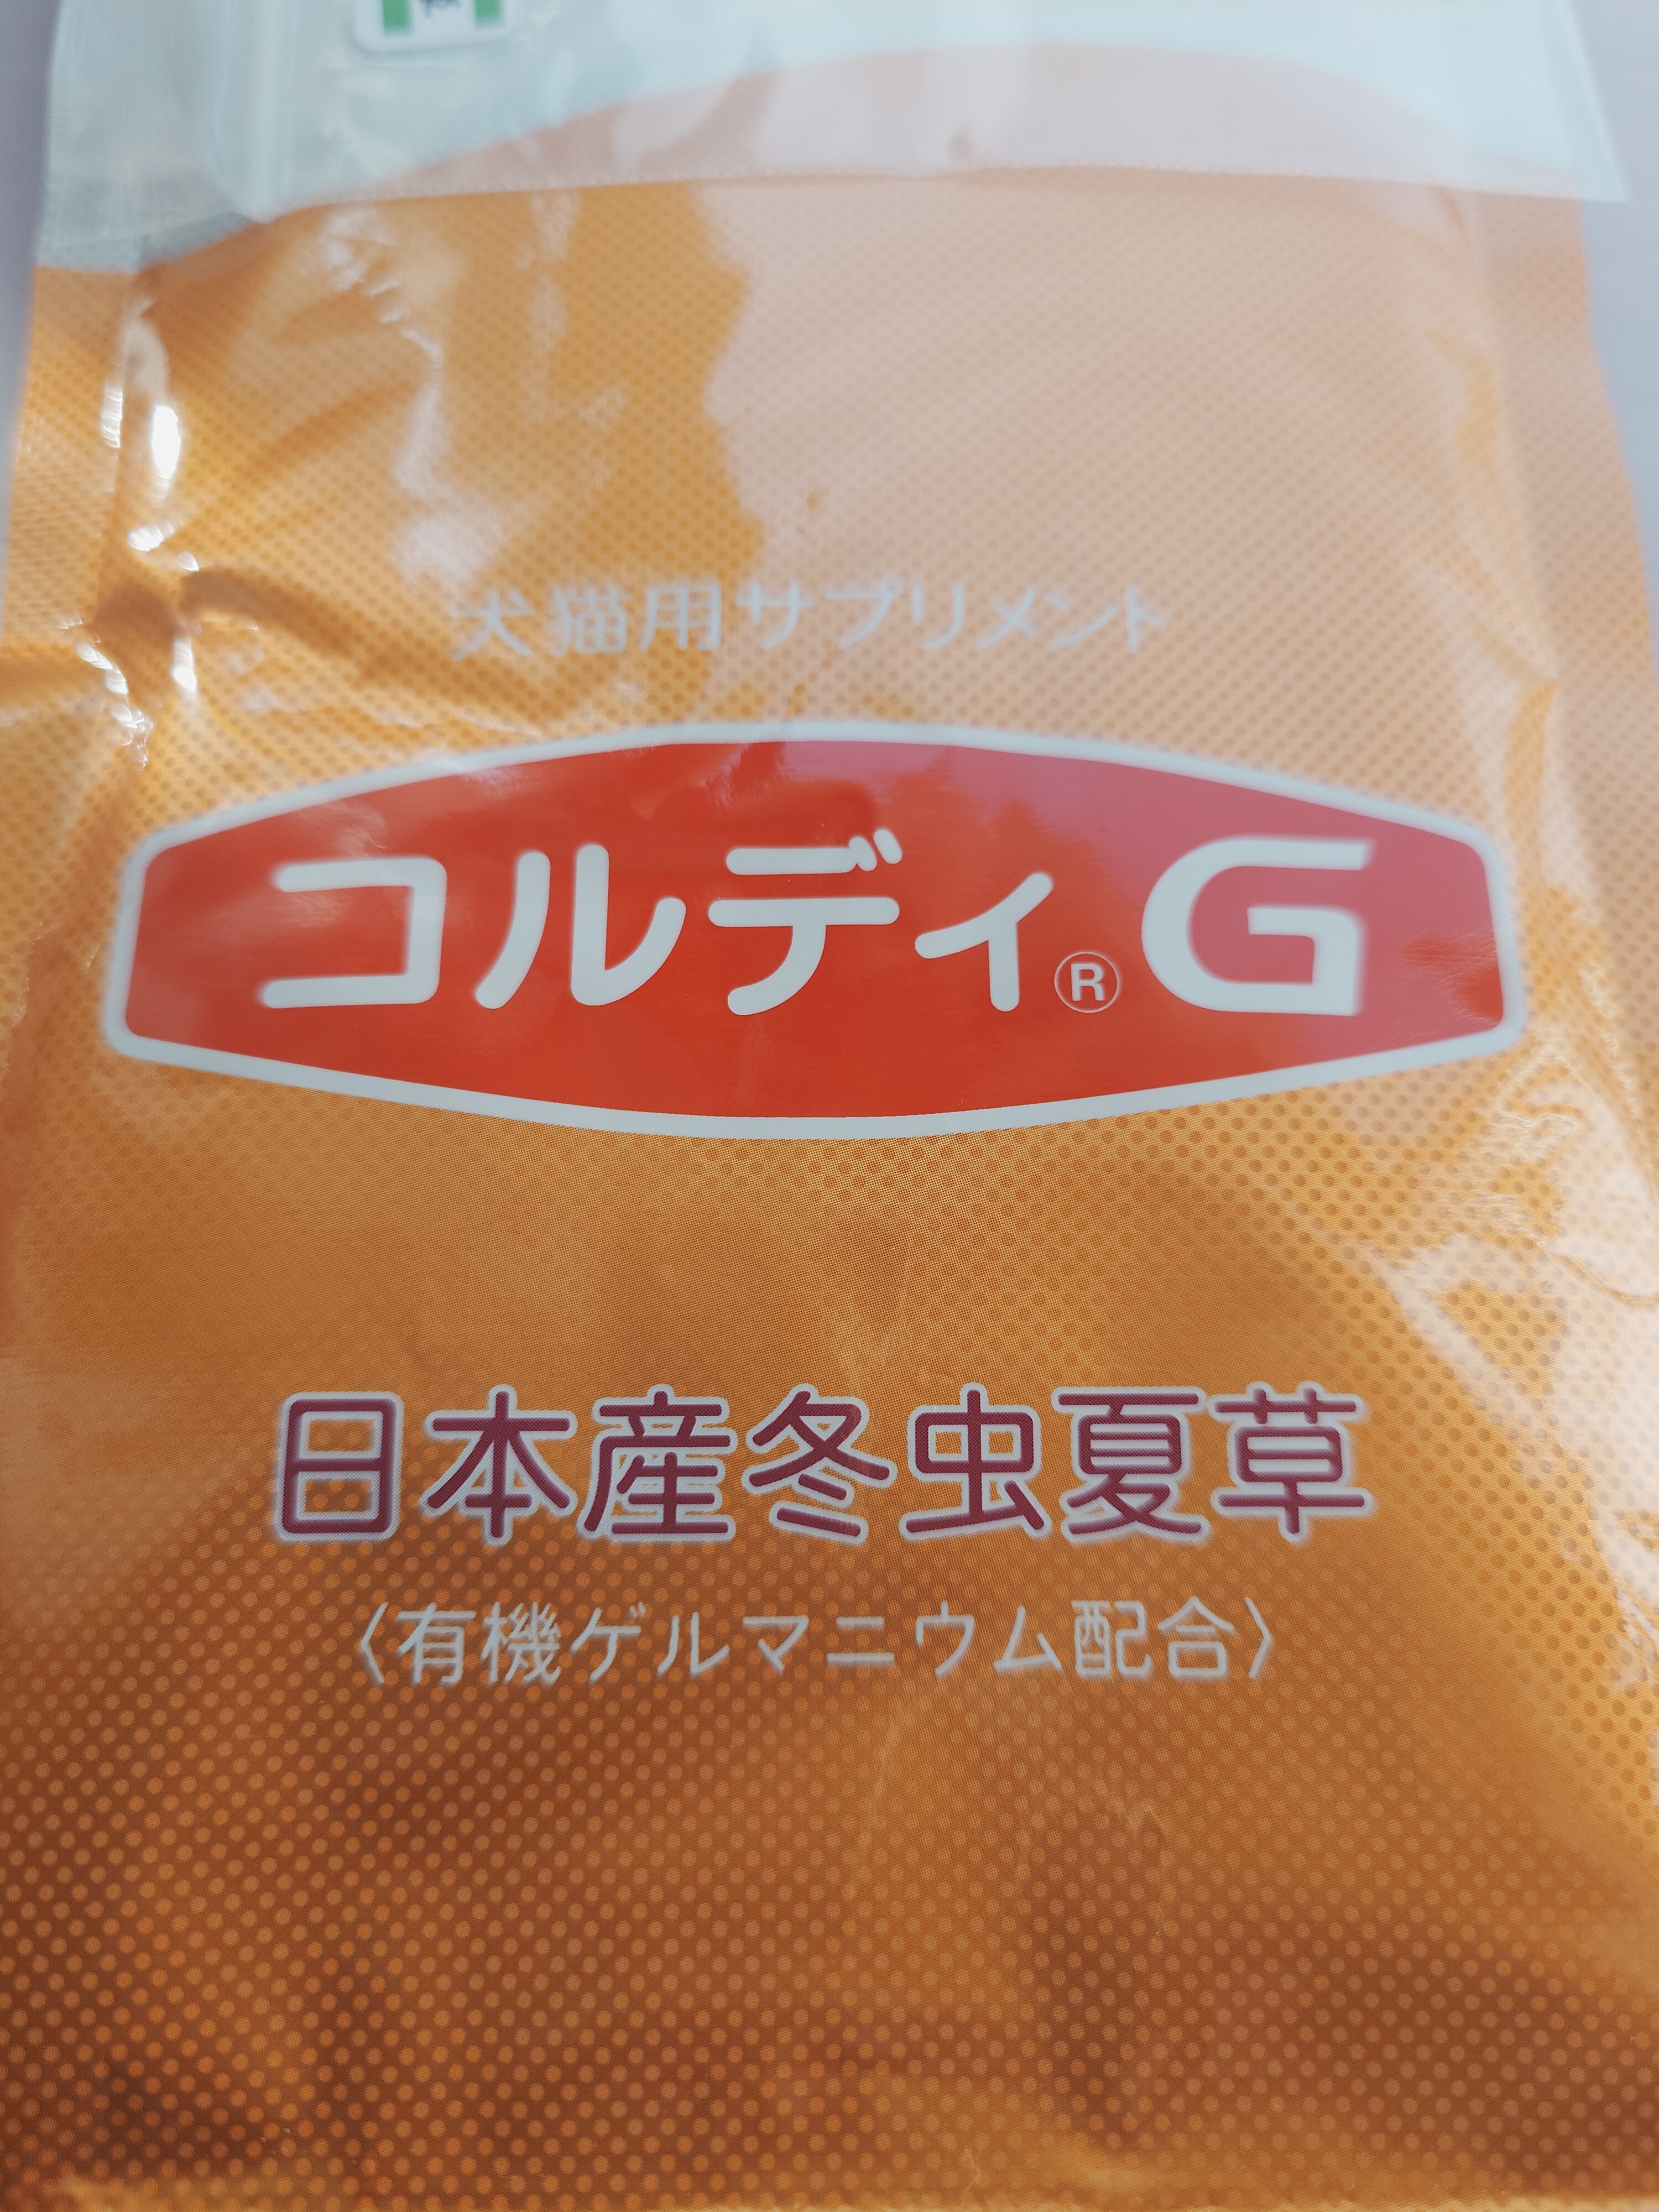 犬猫用サプリメント
コルディ®G
日本産冬虫夏草
〈有機ゲルマニウム配合〉